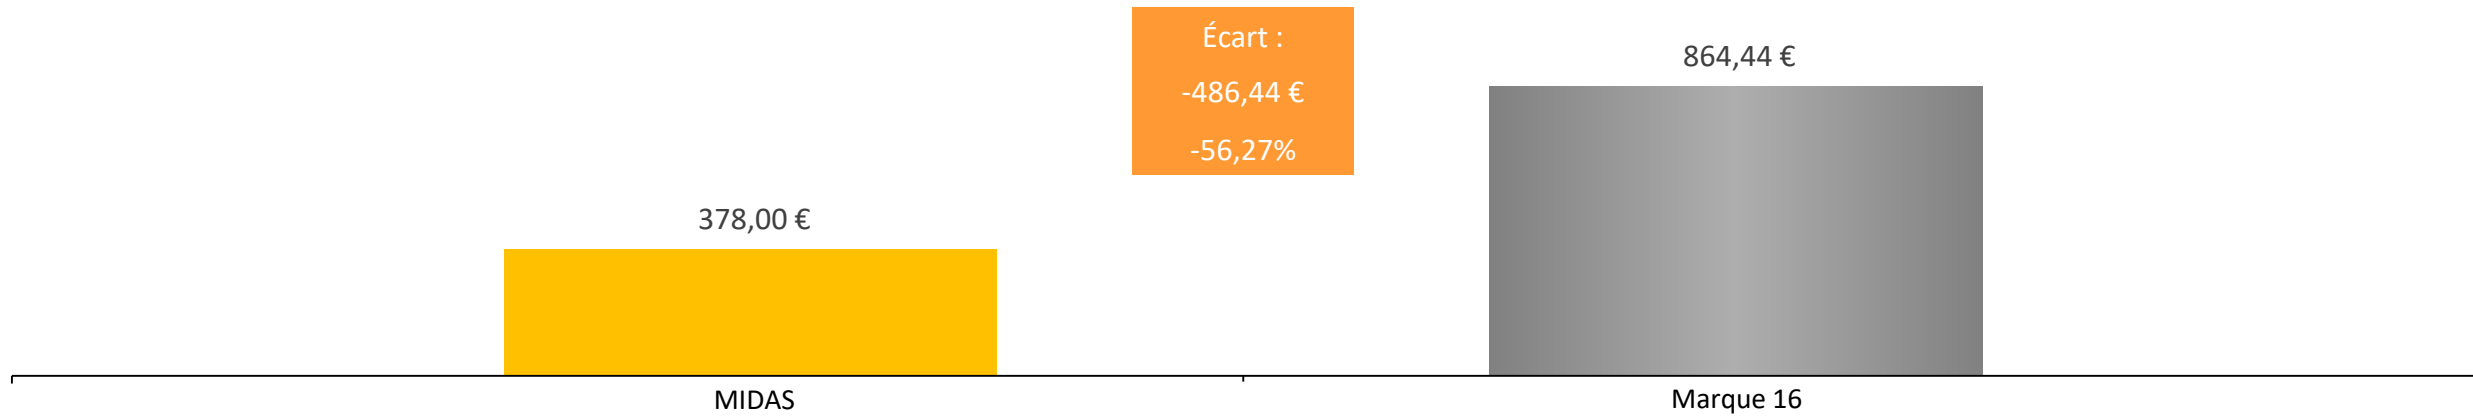 Écart :
-486,44 €
-56,27%
864,44 €
378,00 €
MIDAS
Marque 16